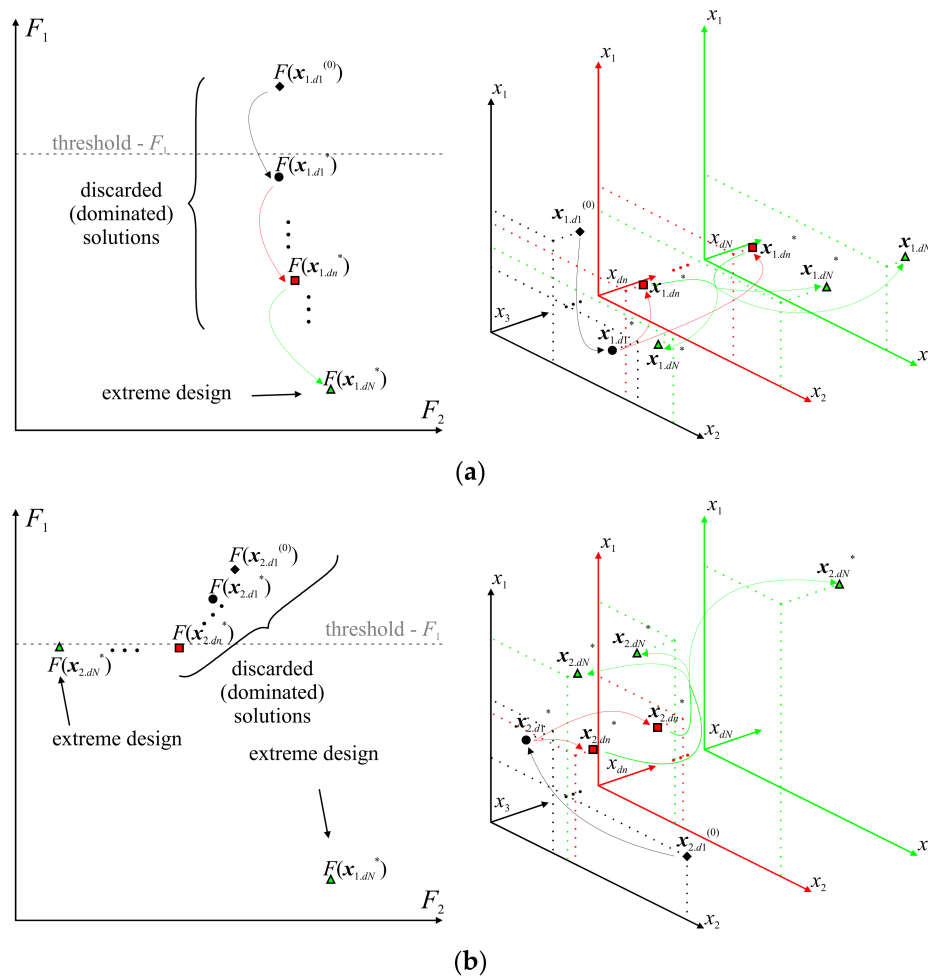 F1
F(x1.d1(0))
threshold - F1
F(x1.d1*)
discarded
(dominated)
solutions
F(x1.dn*)
F(x1.dN*)
extreme design
F2
x1
x1
x1
x1.d1(0)
xdN
x1.dn*
x1.dN
x1.dN*
xdn
x1.dn*
x3
x1.d1*
x1.dN*
x
x2
x2
(a)
F1
F(x2.d1(0))
F(x2.d1*)
F(x2.dn*)
threshold - F1
F(x2.dN*)
discarded
(dominated)
solutions
extreme design
extreme design
F(x1.dN*)
F2
x1
x1
x1
x2.dN*
x2.dN*
x2.dN*
x2.d1*
x2.dn*
x2.dn*
xdN
xdn
x3
x2.d1(0)
x
x2
x2
(b)